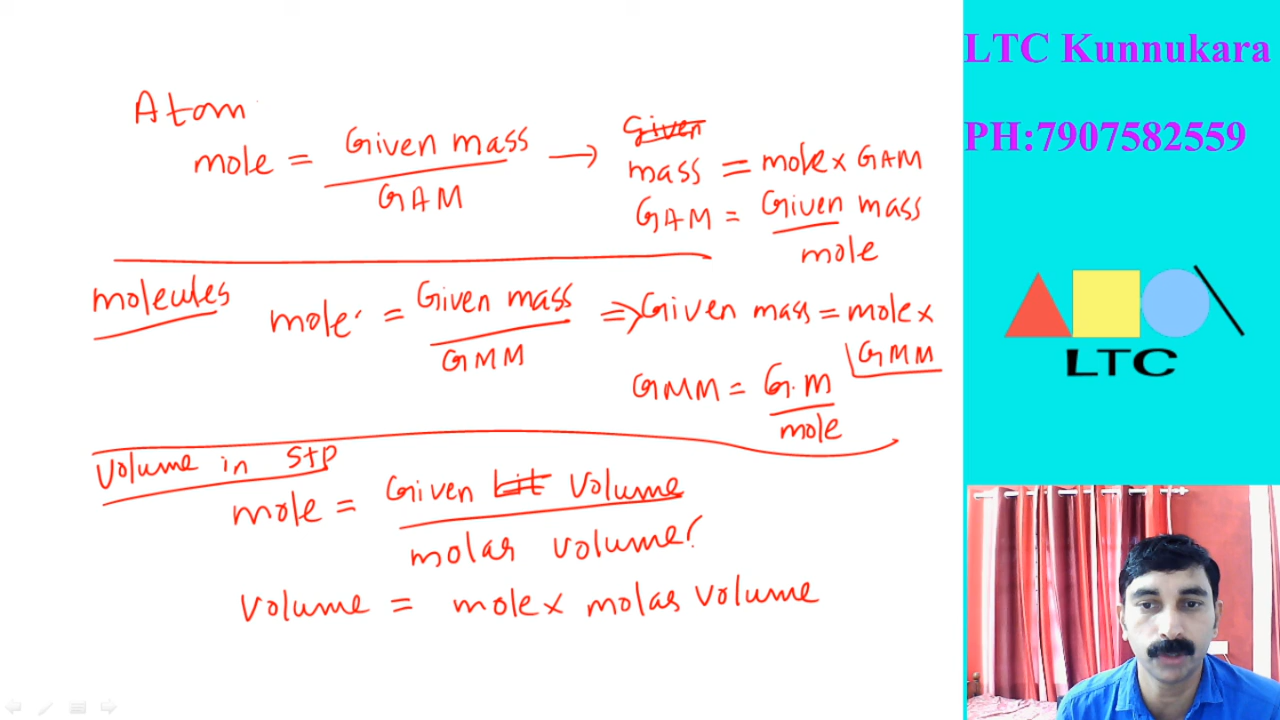 Atom
mole = Given mass / GAM → Given mass = mole x GAM
GAM = Given mass / mole
molecules
mole = Given mass / GMM ⇒ Given mass = mole x GMM
GMM = G.M / mole
Volume in STP
mole = Given Lit Volume / molar volume (
Volume = mole x molar volume
LTC Kunnukara
PH:7907582559
LTC